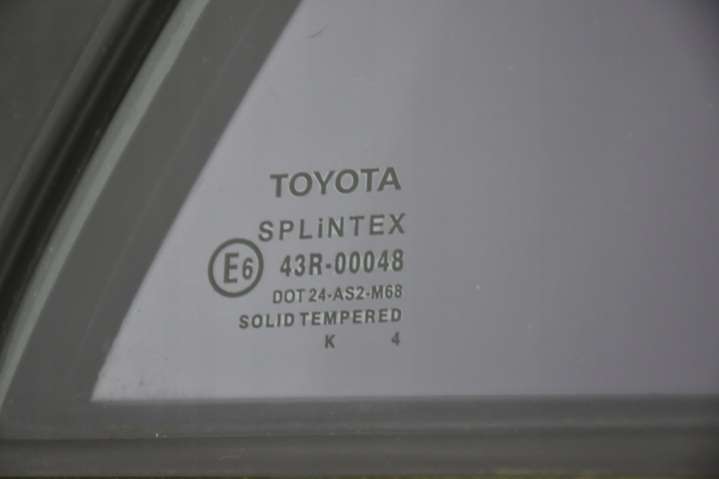 TOYOTA
SPLiNTEX
E6 43R-00048
DOT 24-AS2-M68
SOLID TEMPERED
K 4